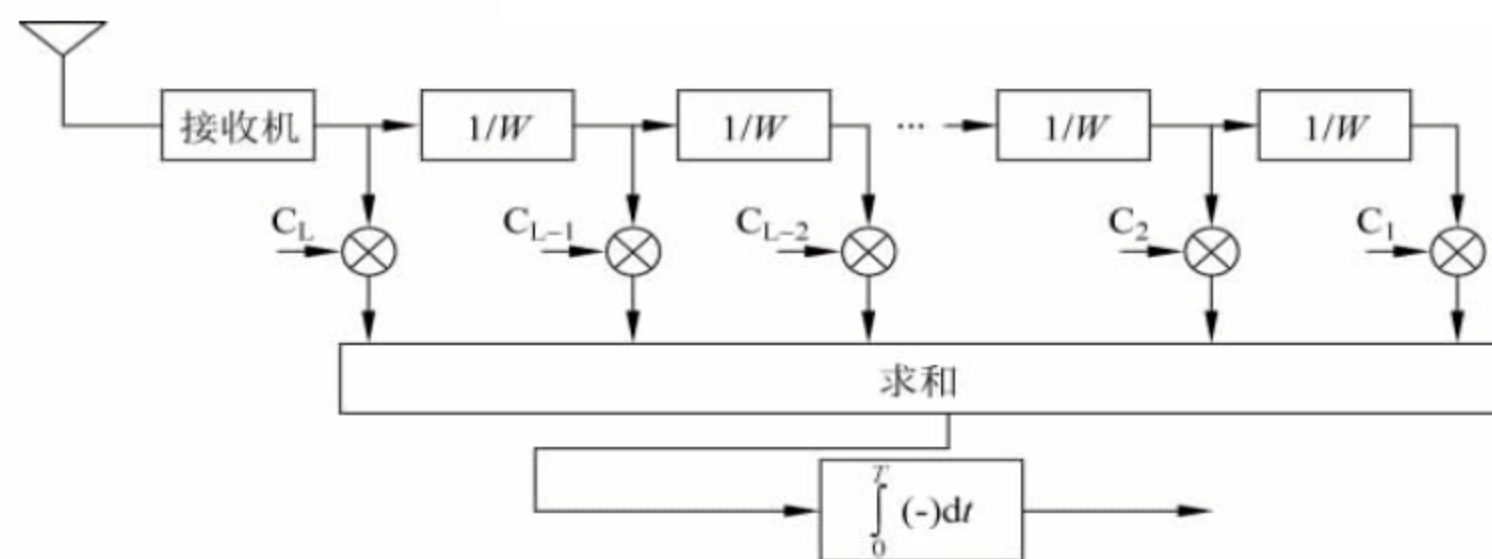 接收机 1/W 1/W ... 1/W 1/W
C_L C_{L-1} C_{L-2} C_2 C_1
求和
∫_0^T (-)dt